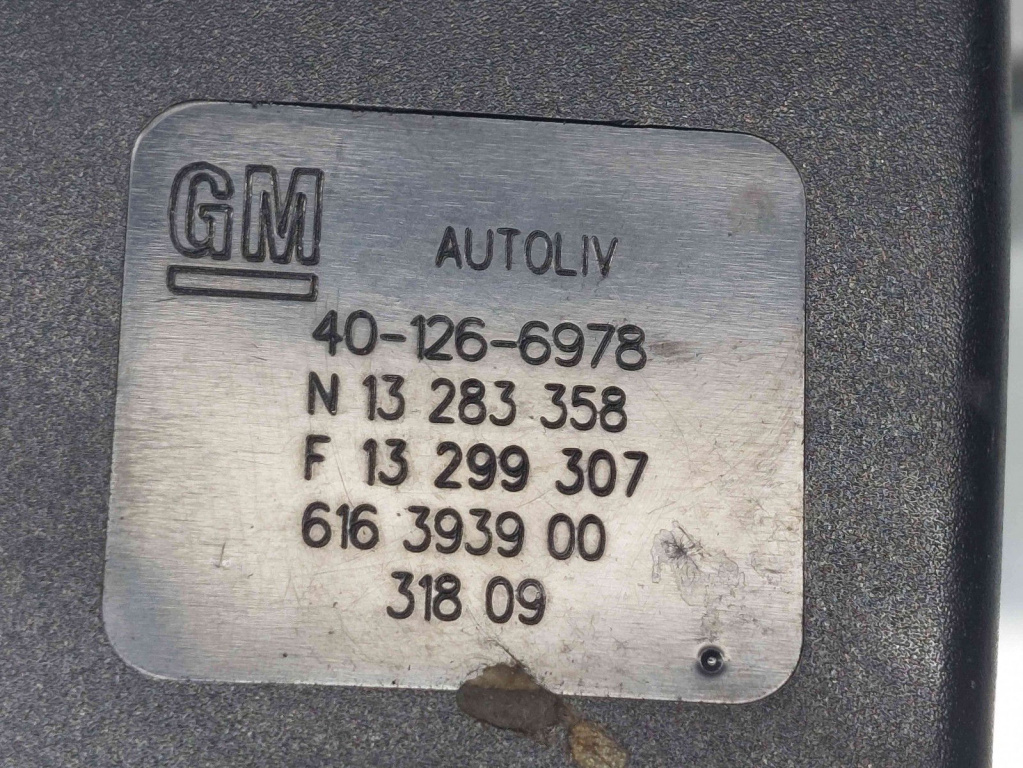 GM AUTOLIV
40-126-6978
N 13 283 358
F 13 299 307
616 3939 00
318 09